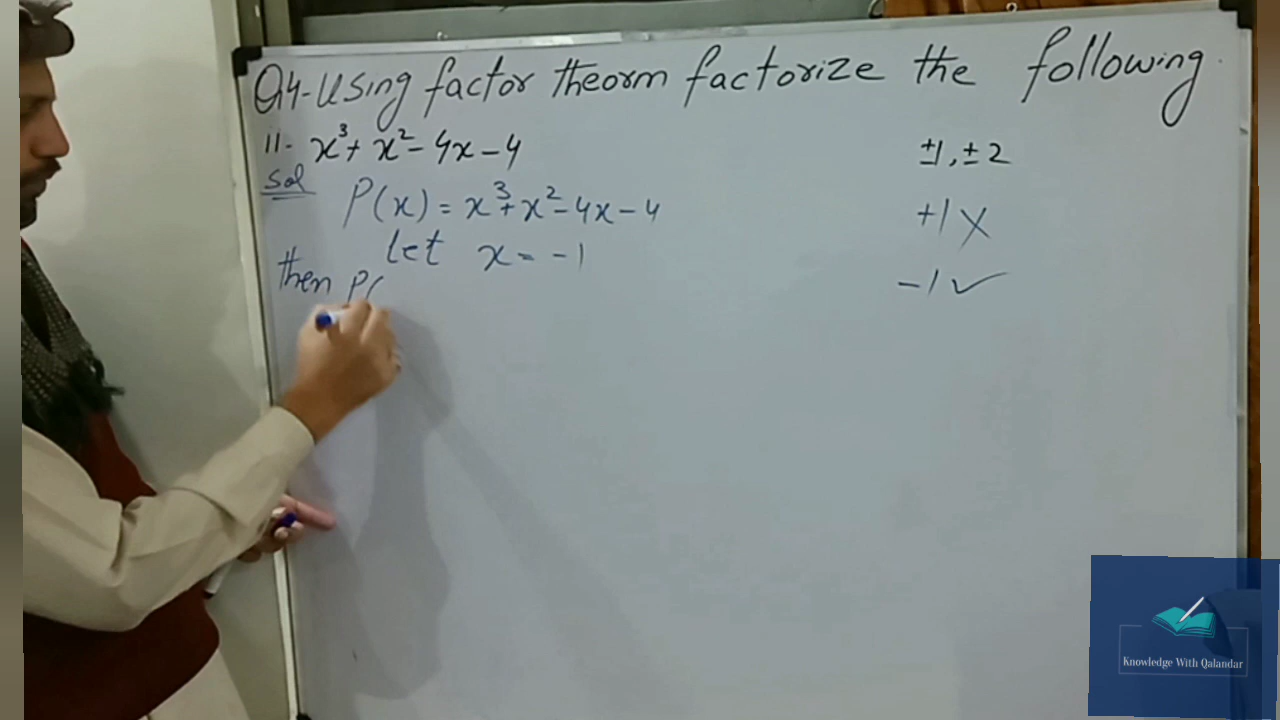 Q4-Using factor theorm factorize the following.
11- x³+ x²- 4x - 4
±1, ±2
Sol
P(x) = x³+x²-4x-4
+1 X
let x = -1
then P(
-1 ✓
Knowledge With Qalandar